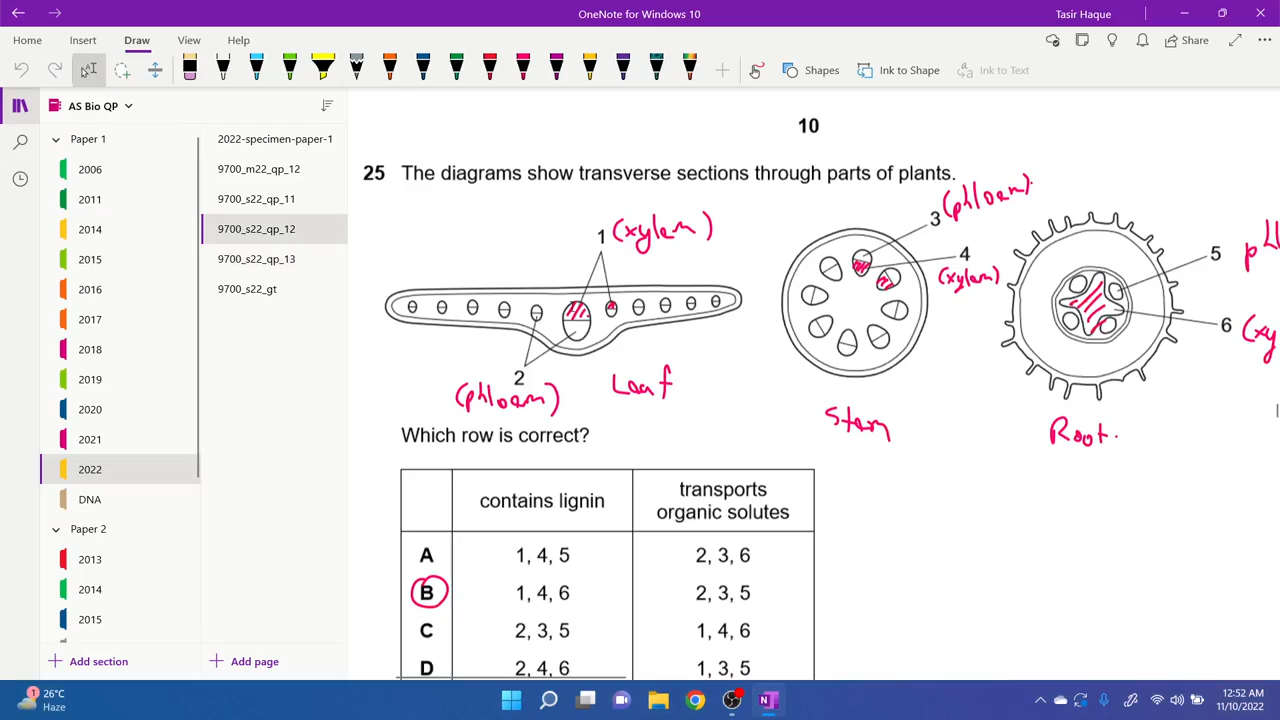 OneNote for Windows 10
Tasir Haque
Home
Insert
Draw
View
Help
Share
Shapes
Ink to Shape
Ink to Text
AS Bio QP
Paper 1
2006
2011
2014
2015
2016
2017
2018
2019
2020
2021
2022
DNA
Paper 2
2013
2014
2015
Add section
2022-specimen-paper-1
9700_m22_qp_12
9700_s22_qp_11
9700_s22_qp_12
9700_s22_qp_13
9700_s22_gt
Add page
10
25 The diagrams show transverse sections through parts of plants.
1 (xylem)
2
(phloem)
Leaf
3 (phloem)
4
(xylem)
Stem
5 phl
6 (xy
Root.
Which row is correct?
contains lignin
transports organic solutes
A 1, 4, 5 2, 3, 6
B 1, 4, 6 2, 3, 5
C 2, 3, 5 1, 4, 6
D 2, 4, 6 1, 3, 5
1
26°C
Haze
12:52 AM
11/10/2022